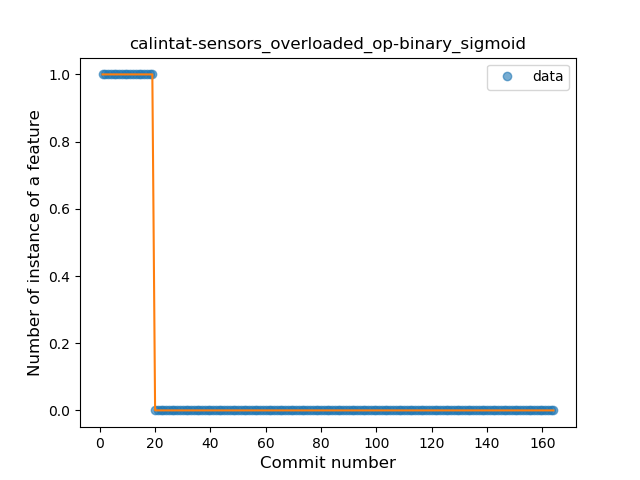 calintat-sensors_overloaded_op-binary_sigmoid
data
Number of instance of a feature
1.0
0.8
0.6
0.4
0.2
0.0
0 20 40 60 80 100 120 140 160
Commit number